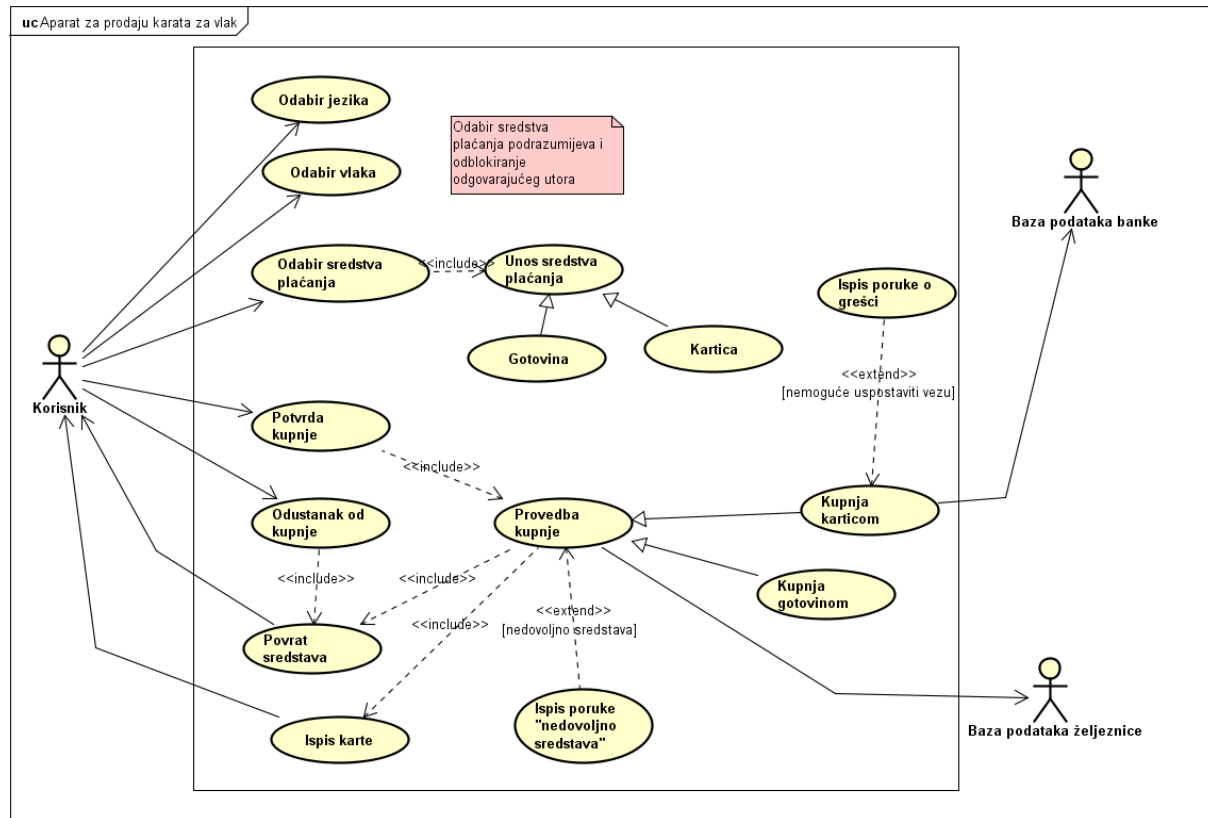 uc Aparat za prodaju karata za vlak
Odabir jezika
Odabir vlaka
Odabir sredstva
plaćanja podrazumijeva i
odblokiranje
odgovarajućeg utora
Baza podataka banke
Odabir sredstva
plaćanja
<<include>>
Unos sredstva
plaćanja
Ispis poruke o
grešci
Gotovina
Kartica
Korisnik
<<extend>>
[nemoguće uspostaviti vezu]
Potvrda
kupnje
<<include>>
Odustanak od
kupnje
Provedba
kupnje
Kupnja
karticom
<<include>>
<<include>>
Kupnja
gotovinom
<<extend>>
[nedovoljno sredstava]
<<include>>
Povrat
sredstava
Ispis karte
Ispis poruke
"nedovoljno
sredstava"
Baza podataka željeznice